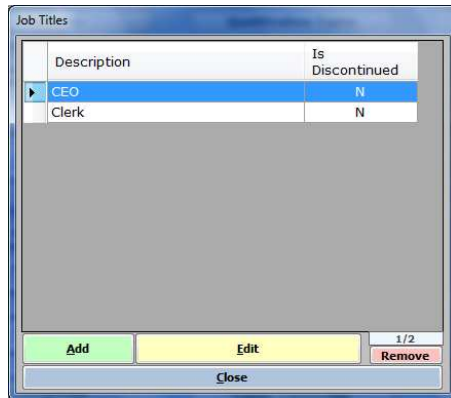 Job Titles
Description
Is
Discontinued
CEO N
Clerk N
1/2
Add Edit Remove
Close